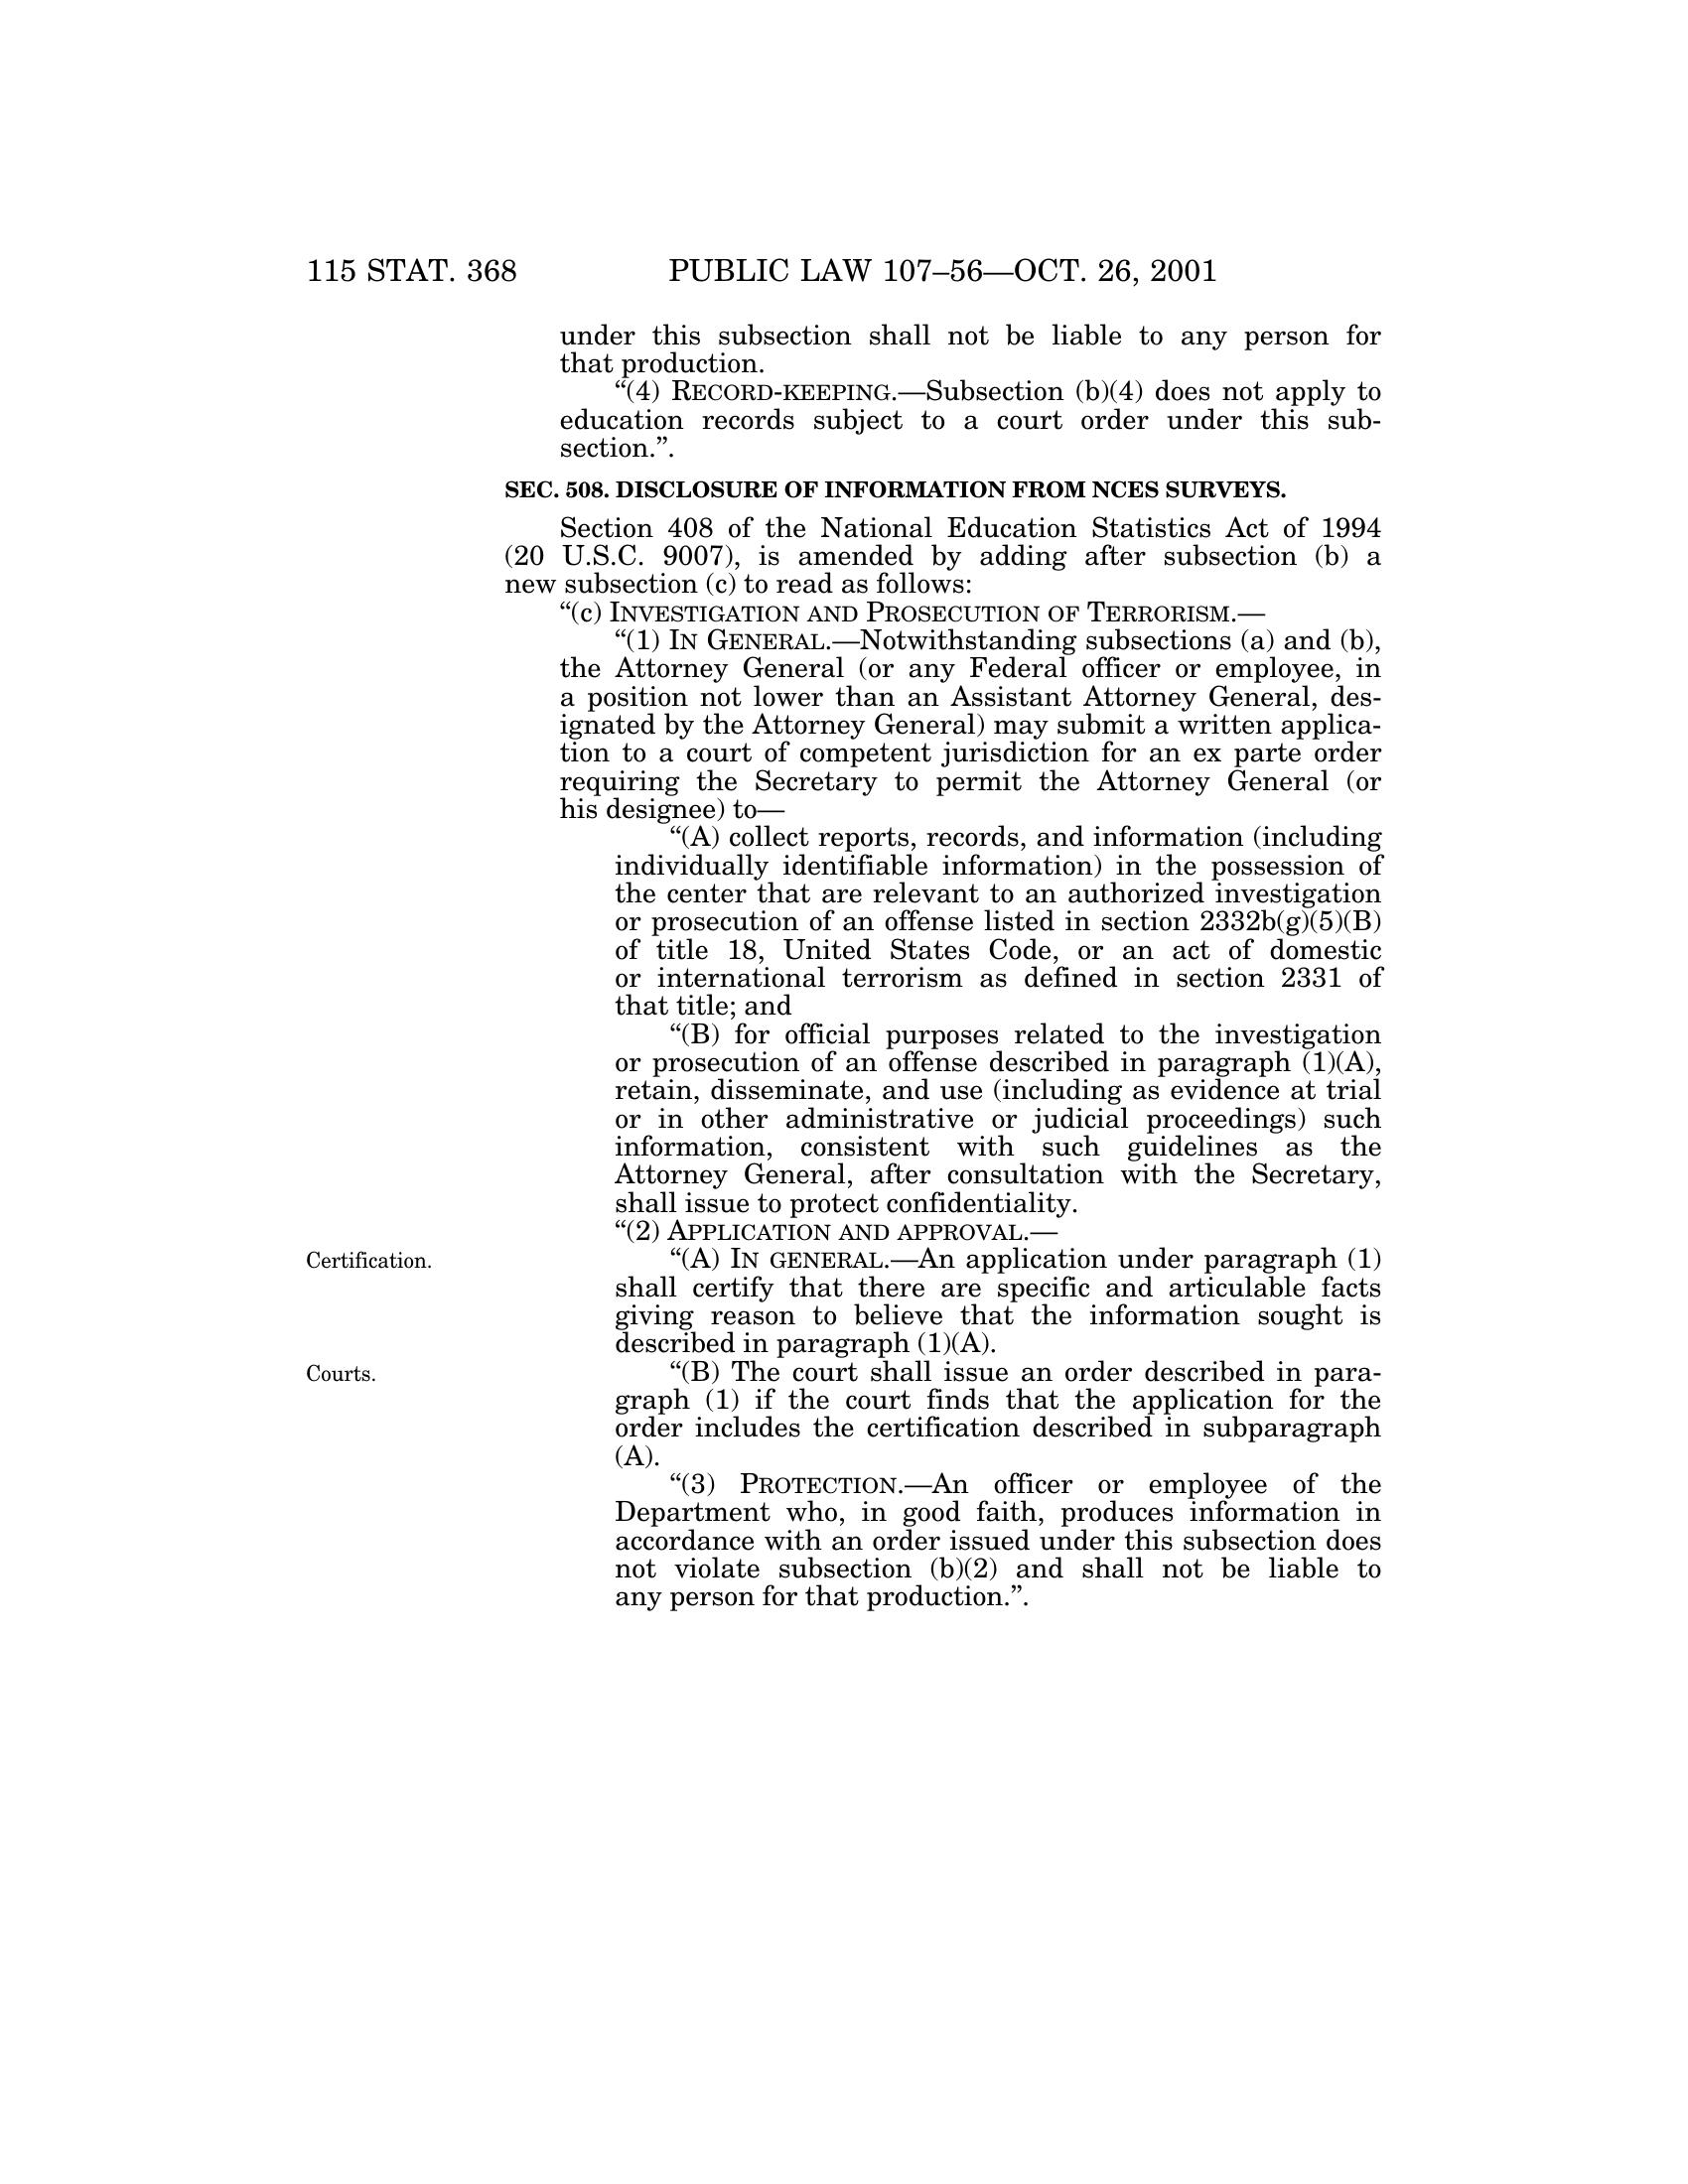 115 STAT. 368 PUBLIC LAW 107–56—OCT. 26, 2001
under this subsection shall not be liable to any person for
that production.
“(4) RECORD-KEEPING.—Subsection (b)(4) does not apply to
education records subject to a court order under this sub-
section.”.
SEC. 508. DISCLOSURE OF INFORMATION FROM NCES SURVEYS.
Section 408 of the National Education Statistics Act of 1994
(20 U.S.C. 9007), is amended by adding after subsection (b) a
new subsection (c) to read as follows:
“(c) INVESTIGATION AND PROSECUTION OF TERRORISM.—
“(1) IN GENERAL.—Notwithstanding subsections (a) and (b),
the Attorney General (or any Federal officer or employee, in
a position not lower than an Assistant Attorney General, des-
ignated by the Attorney General) may submit a written applica-
tion to a court of competent jurisdiction for an ex parte order
requiring the Secretary to permit the Attorney General (or
his designee) to—
“(A) collect reports, records, and information (including
individually identifiable information) in the possession of
the center that are relevant to an authorized investigation
or prosecution of an offense listed in section 2332b(g)(5)(B)
of title 18, United States Code, or an act of domestic
or international terrorism as defined in section 2331 of
that title; and
“(B) for official purposes related to the investigation
or prosecution of an offense described in paragraph (1)(A),
retain, disseminate, and use (including as evidence at trial
or in other administrative or judicial proceedings) such
information, consistent with such guidelines as the
Attorney General, after consultation with the Secretary,
shall issue to protect confidentiality.
“(2) APPLICATION AND APPROVAL.—
Certification.
“(A) IN GENERAL.—An application under paragraph (1)
shall certify that there are specific and articulable facts
giving reason to believe that the information sought is
described in paragraph (1)(A).
Courts.
“(B) The court shall issue an order described in para-
graph (1) if the court finds that the application for the
order includes the certification described in subparagraph
(A).
“(3) PROTECTION.—An officer or employee of the
Department who, in good faith, produces information in
accordance with an order issued under this subsection does
not violate subsection (b)(2) and shall not be liable to
any person for that production.”.